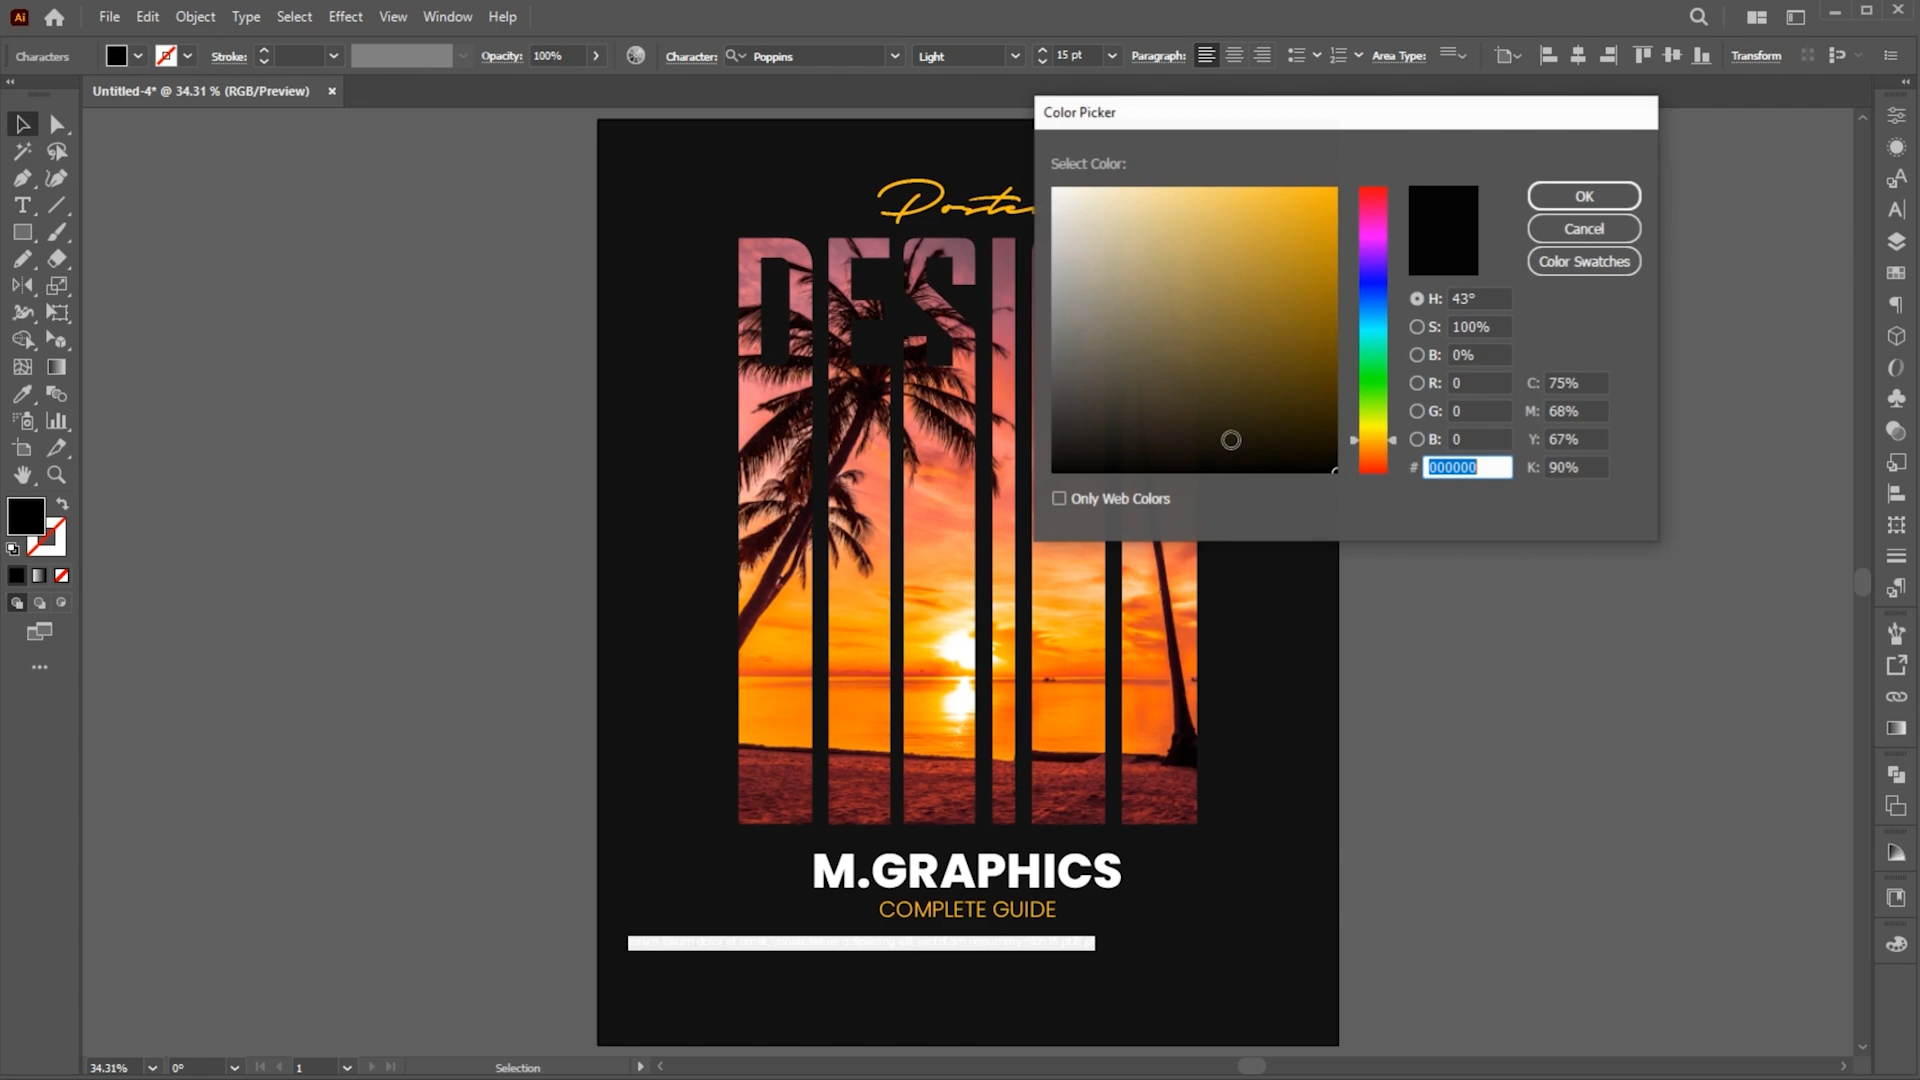 Ai File Edit Object Type Select Effect View Window Help
Characters Stroke: Opacity: 100% Character: Poppins Light 15 pt Paragraph: Area Type: Transform
Untitled-4* @ 34.31 % (RGB/Preview)
Color Picker
Select Color:
OK
Cancel
Color Swatches
H: 43°
S: 100%
B: 0%
R: 0 C: 75%
G: 0 M: 68%
B: 0 Y: 67%
# 000000 K: 90%
Only Web Colors
Poste
DESI
M.GRAPHICS
COMPLETE GUIDE
34.31% 0° 1 Selection